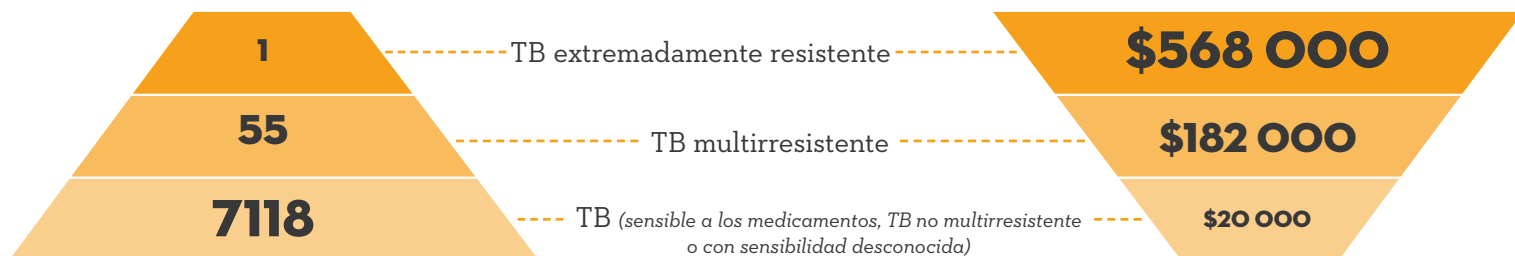 1 TB extremadamente resistente $568 000
55 TB multirresistente $182 000
7118 TB (sensible a los medicamentos, TB no multirresistente $20 000
o con sensibilidad desconocida)